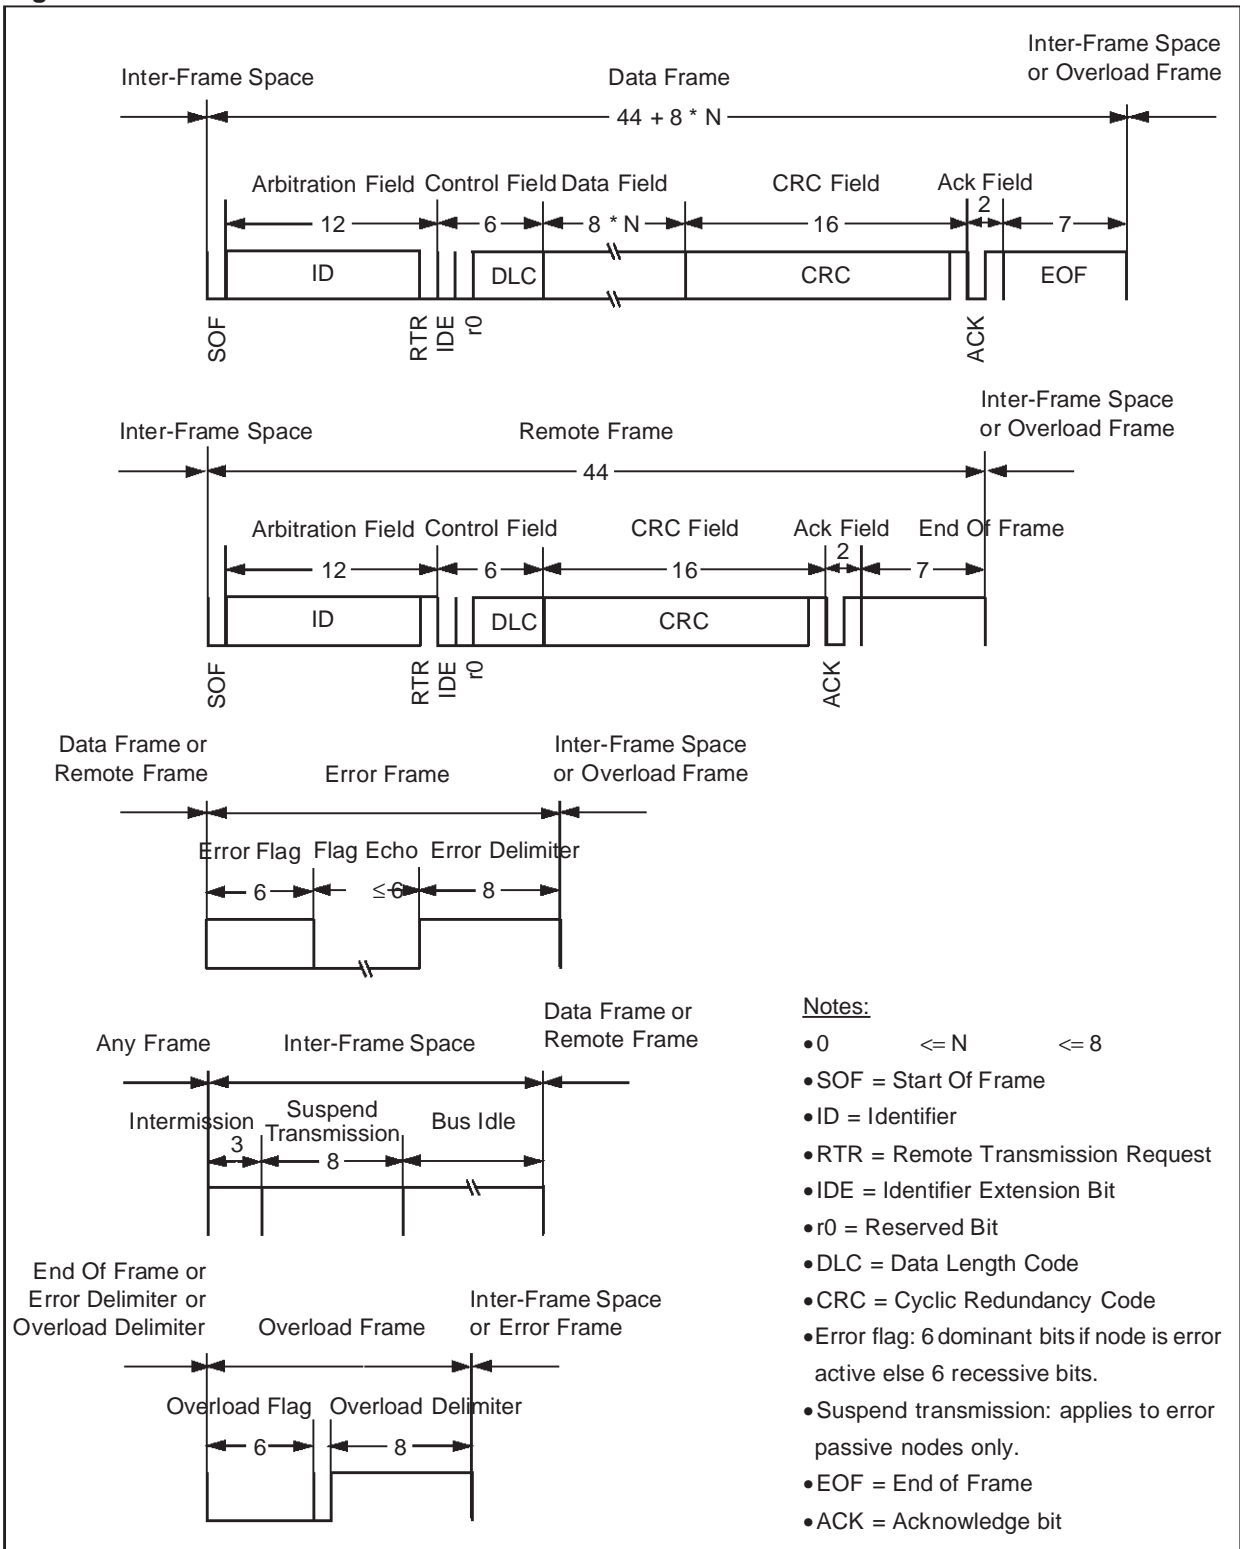 Inter-Frame Space
Data Frame
Inter-Frame Space
or Overload Frame
44 + 8 * N
Arbitration Field
Control Field
Data Field
CRC Field
Ack Field
12
6
8 * N
16
2
7
ID
DLC
CRC
EOF
SOF
RTR
IDE
r0
ACK
Inter-Frame Space
Remote Frame
Inter-Frame Space
or Overload Frame
44
Arbitration Field
Control Field
CRC Field
Ack Field
End Of Frame
12
6
16
2
7
ID
DLC
CRC
SOF
RTR
IDE
r0
ACK
Data Frame or
Remote Frame
Error Frame
Inter-Frame Space
or Overload Frame
Error Flag
Flag Echo
Error Delimiter
6
≤ 6
8
Any Frame
Inter-Frame Space
Data Frame or
Remote Frame
Intermission
Suspend
Transmission
Bus Idle
3
8
End Of Frame or
Error Delimiter or
Overload Delimiter
Overload Frame
Inter-Frame Space
or Error Frame
Overload Flag
Overload Delimiter
6
8
Notes:
•0 <= N <= 8
•SOF = Start Of Frame
•ID = Identifier
•RTR = Remote Transmission Request
•IDE = Identifier Extension Bit
•r0 = Reserved Bit
•DLC = Data Length Code
•CRC = Cyclic Redundancy Code
•Error flag: 6 dominant bits if node is error
active else 6 recessive bits.
•Suspend transmission: applies to error
passive nodes only.
•EOF = End of Frame
•ACK = Acknowledge bit